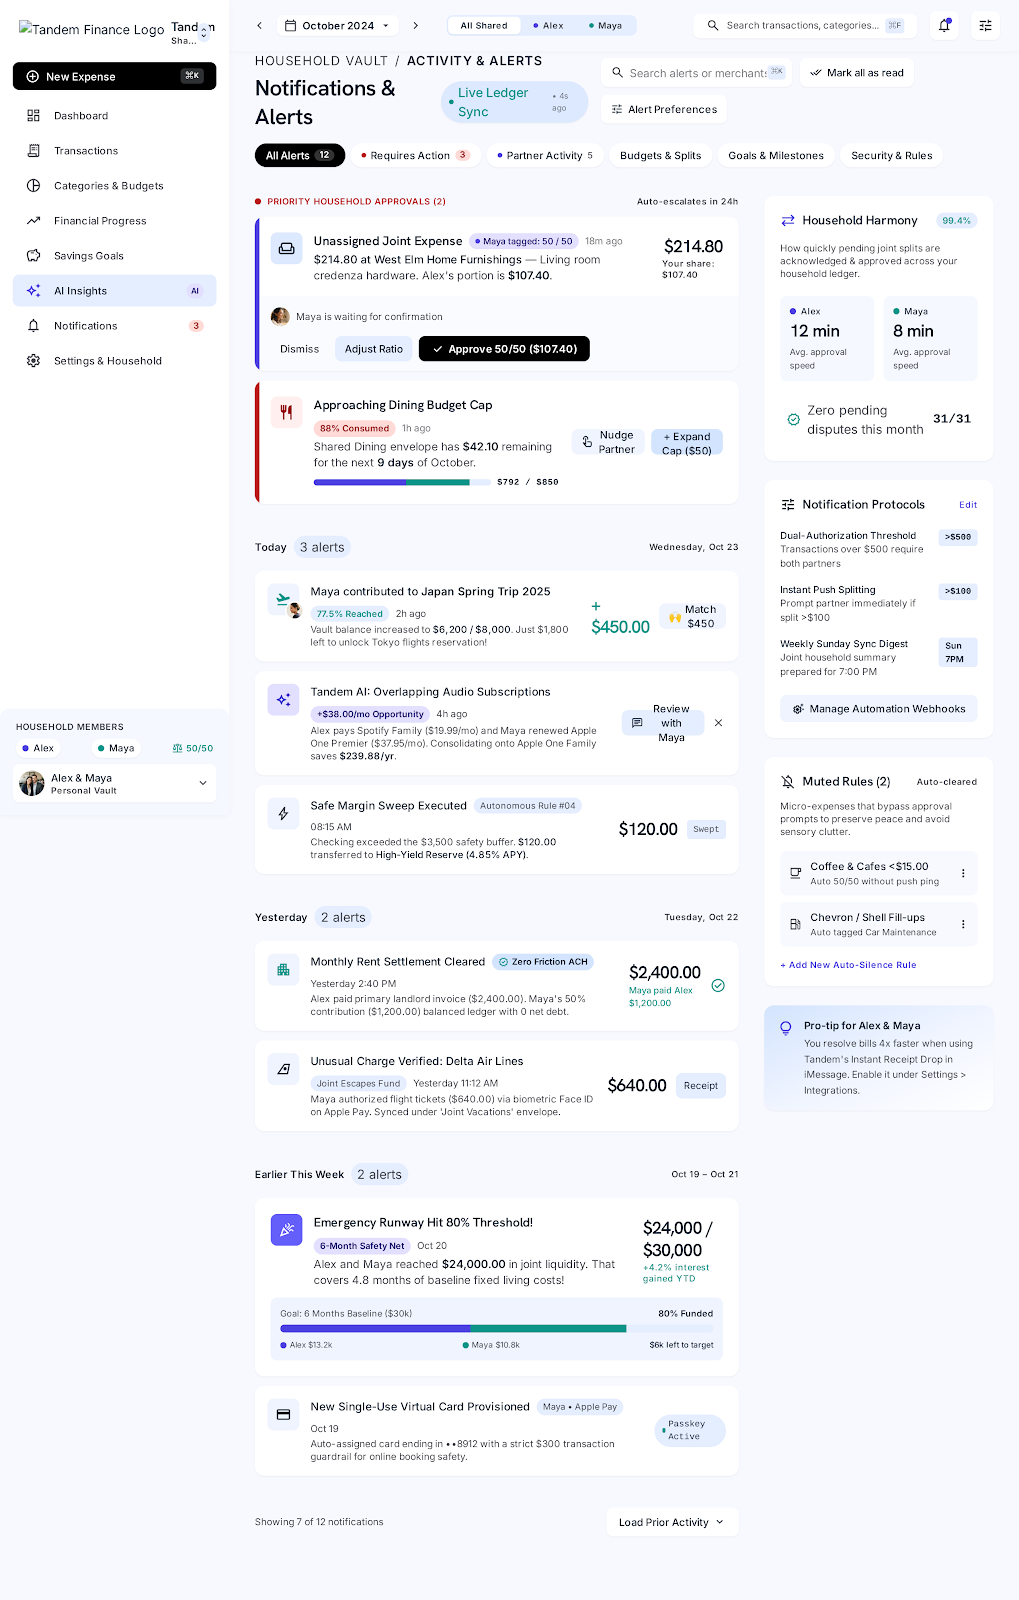 Tandem Finance Logo
Tandem
Sha...
New Expense ⌘K
Dashboard
Transactions
Categories & Budgets
Financial Progress
Savings Goals
AI Insights AI
Notifications 3
Settings & Household
HOUSEHOLD MEMBERS
Alex Maya 50/50
Alex & Maya
Personal Vault
October 2024
All Shared Alex Maya
Search transactions, categories... ⌘F
HOUSEHOLD VAULT / ACTIVITY & ALERTS
Notifications &
Alerts
Live Ledger
Sync
• 4s
ago
Search alerts or merchants ⌘K
Mark all as read
Alert Preferences
All Alerts 12
Requires Action 3
Partner Activity 5
Budgets & Splits
Goals & Milestones
Security & Rules
PRIORITY HOUSEHOLD APPROVALS (2)
Auto-escalates in 24h
Unassigned Joint Expense Maya tagged: 50 / 50 18m ago
$214.80 at West Elm Home Furnishings — Living room
credenza hardware. Alex's portion is $107.40.
$214.80
Your share:
$107.40
Maya is waiting for confirmation
Dismiss
Adjust Ratio
Approve 50/50 ($107.40)
Approaching Dining Budget Cap
88% Consumed 1h ago
Shared Dining envelope has $42.10 remaining
for the next 9 days of October.
$792 / $850
Nudge
Partner
+ Expand
Cap ($50)
Today 3 alerts
Wednesday, Oct 23
Maya contributed to Japan Spring Trip 2025
77.5% Reached 2h ago
Vault balance increased to $6,200 / $8,000. Just $1,800
left to unlock Tokyo flights reservation!
+
$450.00
🙌 Match
$450
Tandem AI: Overlapping Audio Subscriptions
+$38.00/mo Opportunity 4h ago
Alex pays Spotify Family ($19.99/mo) and Maya renewed Apple
One Premier ($37.95/mo). Consolidating onto Apple One Family
saves $239.88/yr.
Review
with
Maya
Safe Margin Sweep Executed Autonomous Rule #04
08:15 AM
Checking exceeded the $3,500 safety buffer. $120.00
transferred to High-Yield Reserve (4.85% APY).
$120.00
Swept
Yesterday 2 alerts
Tuesday, Oct 22
Monthly Rent Settlement Cleared Zero Friction ACH
Yesterday 2:40 PM
Alex paid primary landlord invoice ($2,400.00). Maya's 50%
contribution ($1,200.00) balanced ledger with 0 net debt.
$2,400.00
Maya paid Alex
$1,200.00
Unusual Charge Verified: Delta Air Lines
Joint Escapes Fund Yesterday 11:12 AM
Maya authorized flight tickets ($640.00) via biometric Face ID
on Apple Pay. Synced under 'Joint Vacations' envelope.
$640.00
Receipt
Earlier This Week 2 alerts
Oct 19 – Oct 21
Emergency Runway Hit 80% Threshold!
6-Month Safety Net Oct 20
Alex and Maya reached $24,000.00 in joint liquidity. That
covers 4.8 months of baseline fixed living costs!
$24,000 /
$30,000
+4.2% interest
gained YTD
Goal: 6 Months Baseline ($30k)
80% Funded
Alex $13.2k
Maya $10.8k
$6k left to target
New Single-Use Virtual Card Provisioned Maya • Apple Pay
Oct 19
Auto-assigned card ending in ••8912 with a strict $300 transaction
guardrail for online booking safety.
Passkey
Active
Showing 7 of 12 notifications
Load Prior Activity
Household Harmony 99.4%
How quickly pending joint splits are
acknowledged & approved across your
household ledger.
Alex
12 min
Avg. approval
speed
Maya
8 min
Avg. approval
speed
Zero pending
disputes this month
31/31
Notification Protocols Edit
Dual-Authorization Threshold
Transactions over $500 require
both partners
>$500
Instant Push Splitting
Prompt partner immediately if
split >$100
>$100
Weekly Sunday Sync Digest
Joint household summary
prepared for 7:00 PM
Sun
7PM
Manage Automation Webhooks
Muted Rules (2) Auto-cleared
Micro-expenses that bypass approval
prompts to preserve peace and avoid
sensory clutter.
Coffee & Cafes <$15.00
Auto 50/50 without push ping
Chevron / Shell Fill-ups
Auto tagged Car Maintenance
+ Add New Auto-Silence Rule
Pro-tip for Alex & Maya
You resolve bills 4x faster when using
Tandem's Instant Receipt Drop in
iMessage. Enable it under Settings >
Integrations.